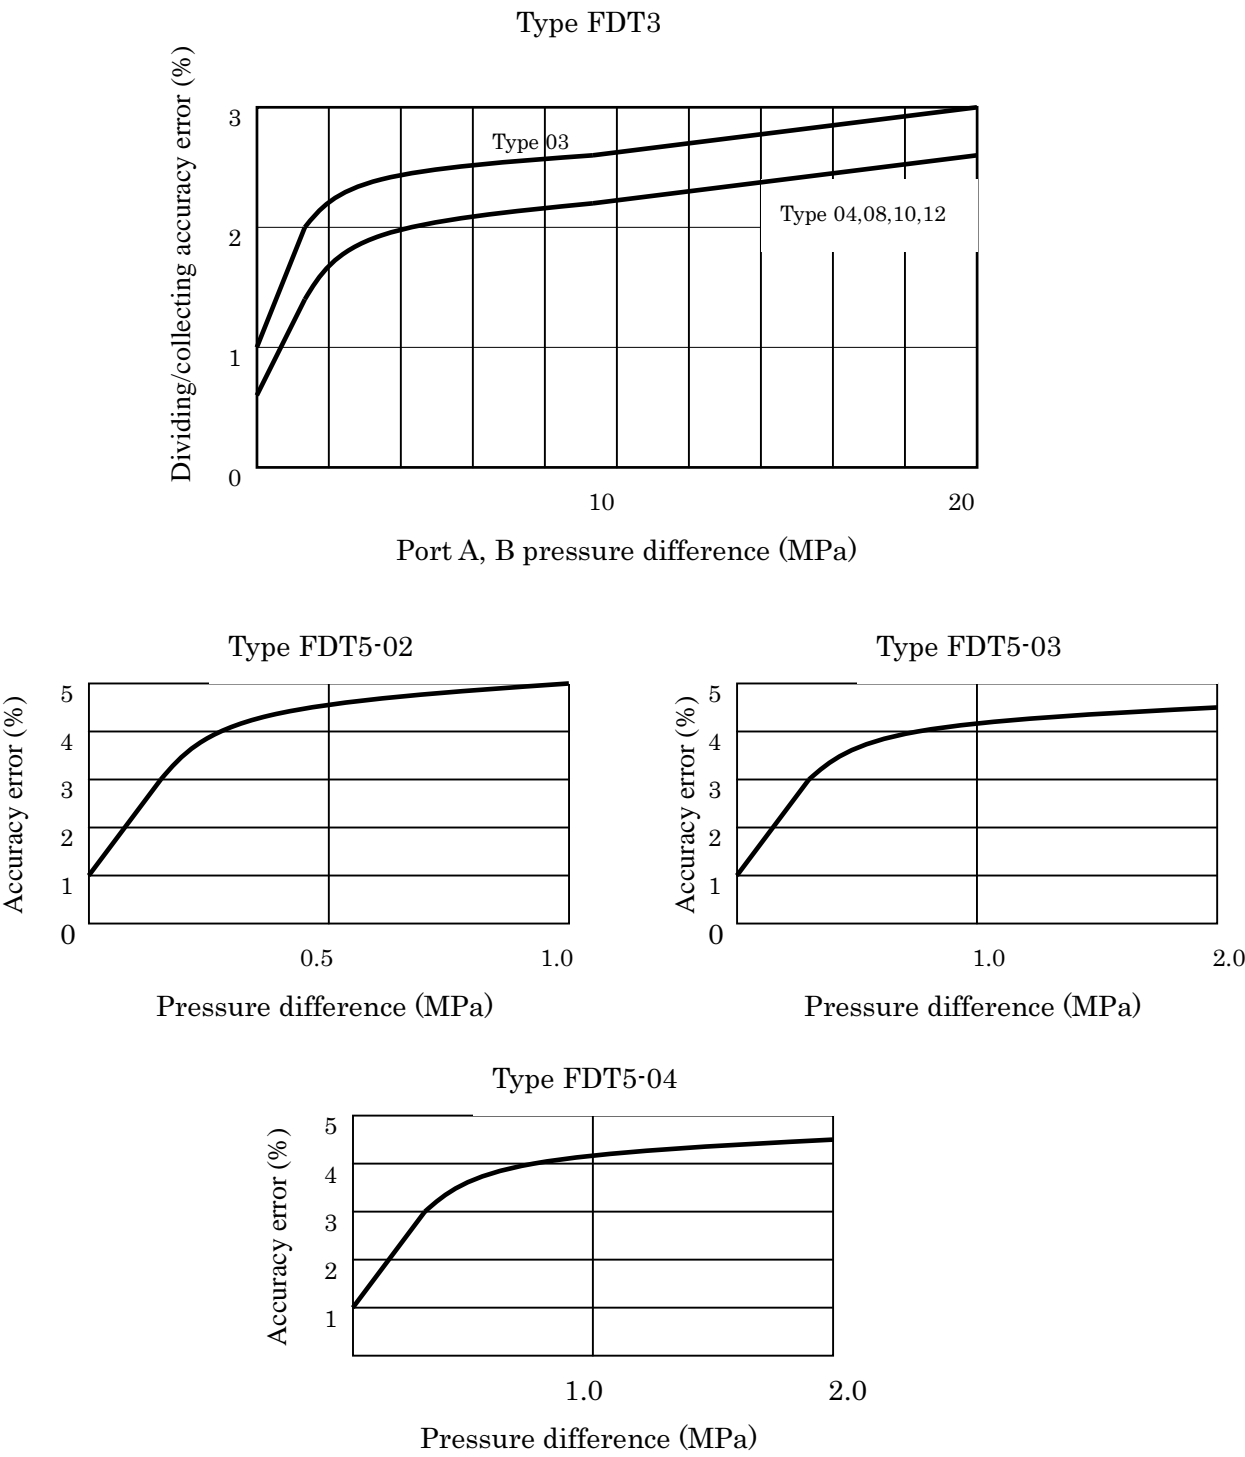 Type FDT3
Dividing/collecting accuracy error (%)
3
Type 03
2
Type 04,08,10,12
1
0
10
20
Port A, B pressure difference (MPa)
Type FDT5-02
Accuracy error (%)
5
4
3
2
1
0
0.5
1.0
Pressure difference (MPa)
Type FDT5-03
Accuracy error (%)
5
4
3
2
1
0
1.0
2.0
Pressure difference (MPa)
Type FDT5-04
Accuracy error (%)
5
4
3
2
1
1.0
2.0
Pressure difference (MPa)